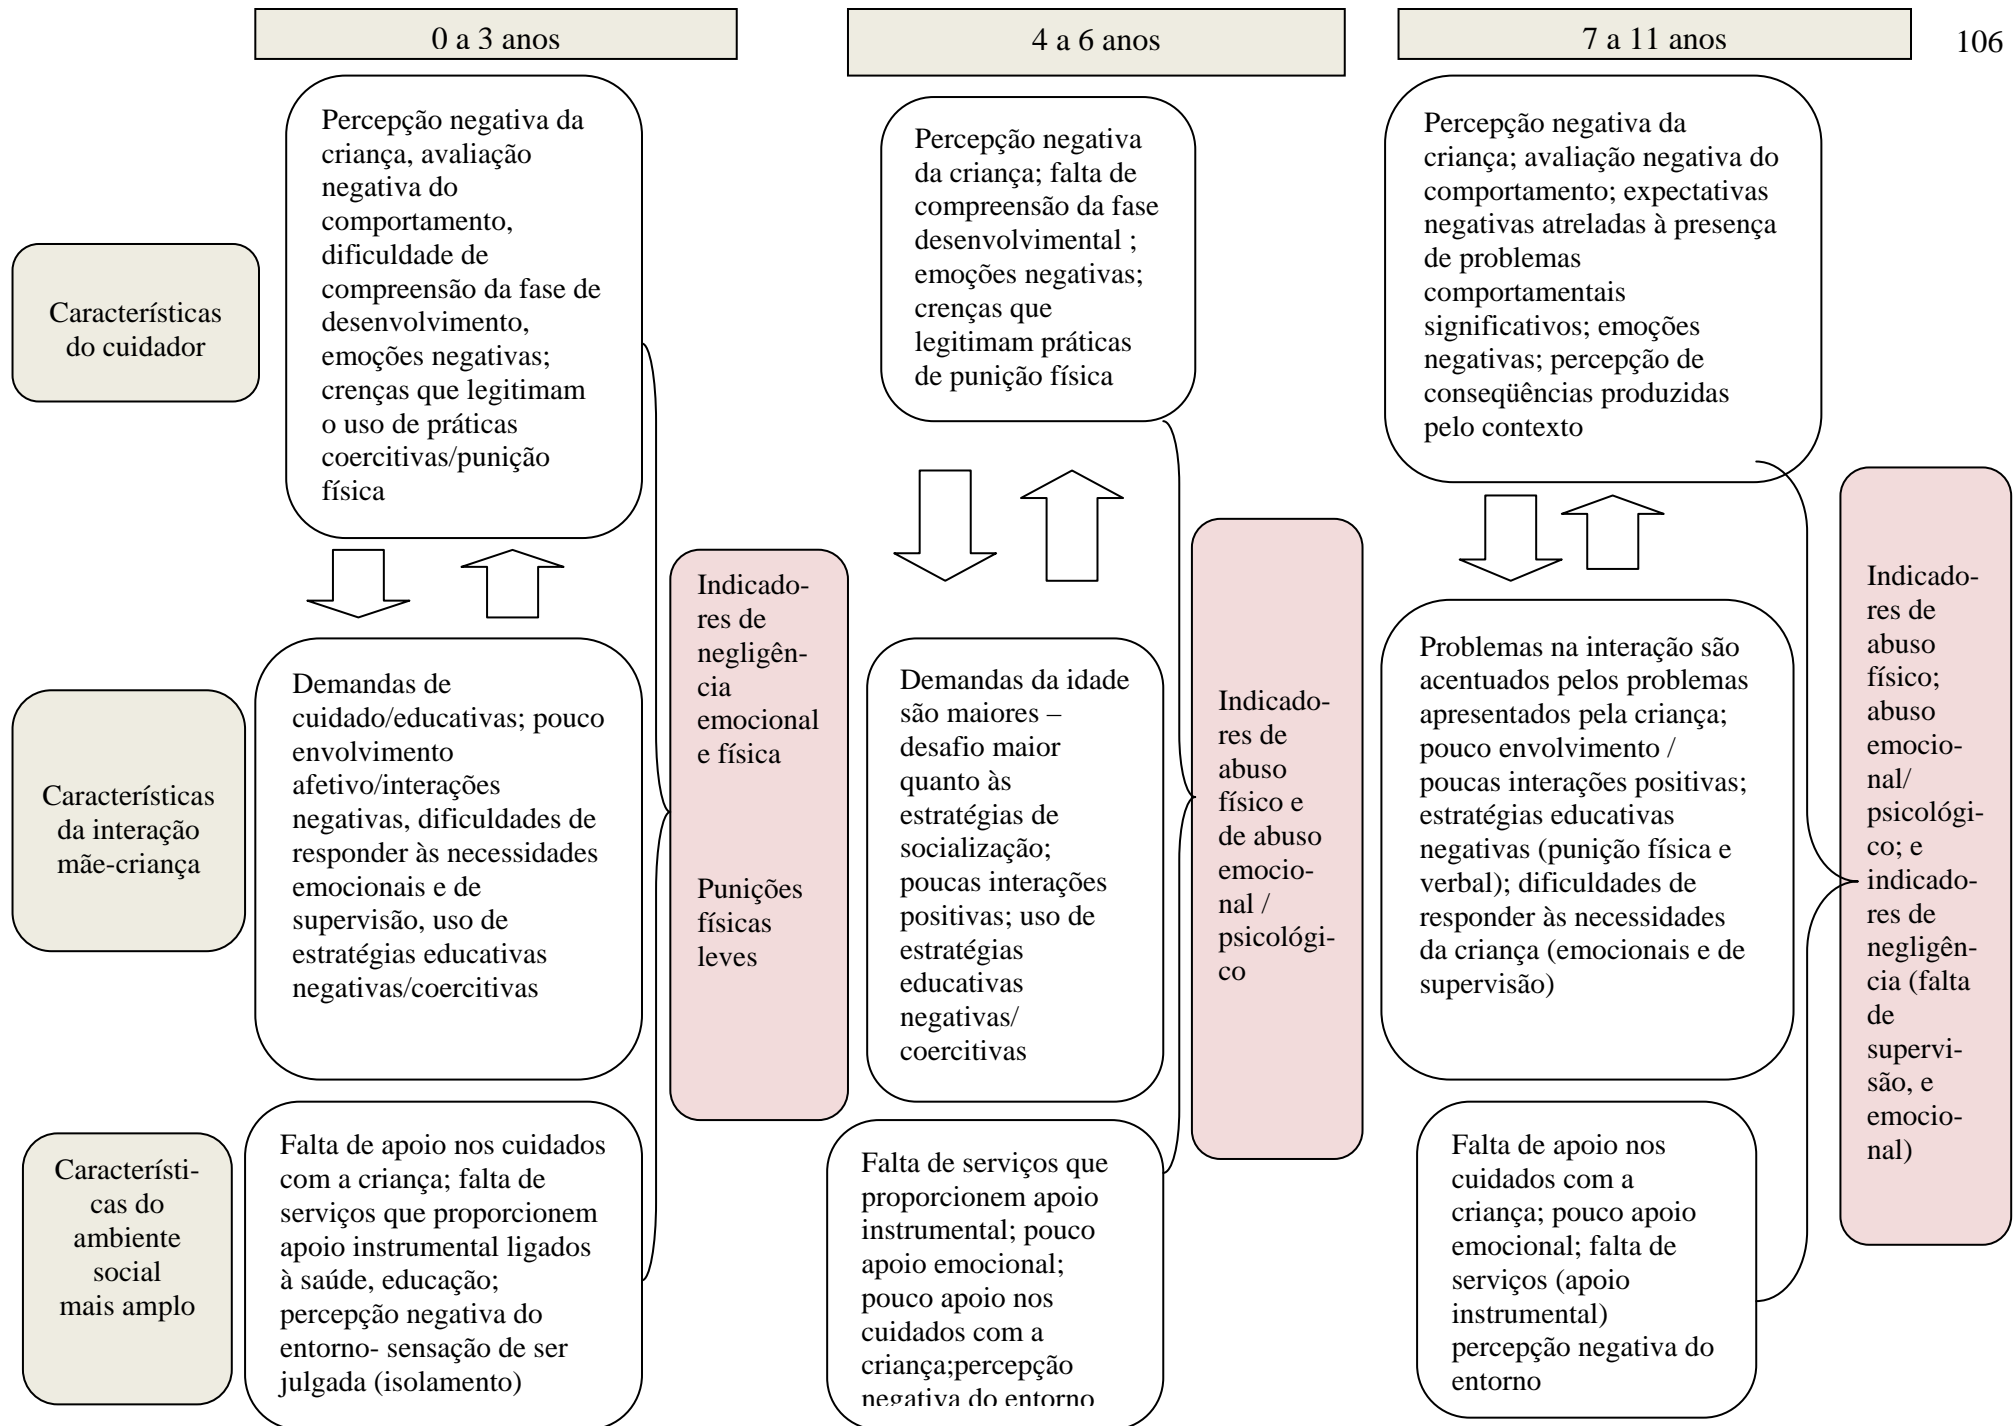 0 a 3 anos
4 a 6 anos
7 a 11 anos
106
Características
do cuidador
Percepção negativa da
criança, avaliação
negativa do
comportamento,
dificuldade de
compreensão da fase de
desenvolvimento,
emoções negativas;
crenças que legitimam
o uso de práticas
coercitivas/punição
física
Percepção negativa
da criança; falta de
compreensão da fase
desenvolvimental ;
emoções negativas;
crenças que
legitimam práticas
de punição física
Percepção negativa da
criança; avaliação negativa do
comportamento; expectativas
negativas atreladas à presença
de problemas
comportamentais
significativos; emoções
negativas; percepção de
conseqüências produzidas
pelo contexto
Características
da interação
mãe-criança
Demandas de
cuidado/educativas; pouco
envolvimento
afetivo/interações
negativas, dificuldades de
responder às necessidades
emocionais e de
supervisão, uso de
estratégias educativas
negativas/coercitivas
Indicado-
res de
negligên-
cia
emocional
e física
Punições
físicas
leves
Demandas da idade
são maiores –
desafio maior
quanto às
estratégias de
socialização;
poucas interações
positivas; uso de
estratégias
educativas
negativas/
coercitivas
Indicado-
res de
abuso
físico e
de abuso
emocio-
nal /
psicológi-
co
Problemas na interação são
acentuados pelos problemas
apresentados pela criança;
pouco envolvimento /
poucas interações positivas;
estratégias educativas
negativas (punição física e
verbal); dificuldades de
responder às necessidades
da criança (emocionais e de
supervisão)
Indicado-
res de
abuso
físico;
abuso
emocio-
nal/
psicológi-
co; e
indicado-
res de
negligên-
cia (falta
de
supervi-
são, e
emocio-
nal)
Característi-
cas do
ambiente
social
mais amplo
Falta de apoio nos cuidados
com a criança; falta de
serviços que proporcionem
apoio instrumental ligados
à saúde, educação;
percepção negativa do
entorno- sensação de ser
julgada (isolamento)
Falta de serviços que
proporcionem apoio
instrumental; pouco
apoio emocional;
pouco apoio nos
cuidados com a
criança;percepção
negativa do entorno
Falta de apoio nos
cuidados com a
criança; pouco apoio
emocional; falta de
serviços (apoio
instrumental)
percepção negativa do
entorno